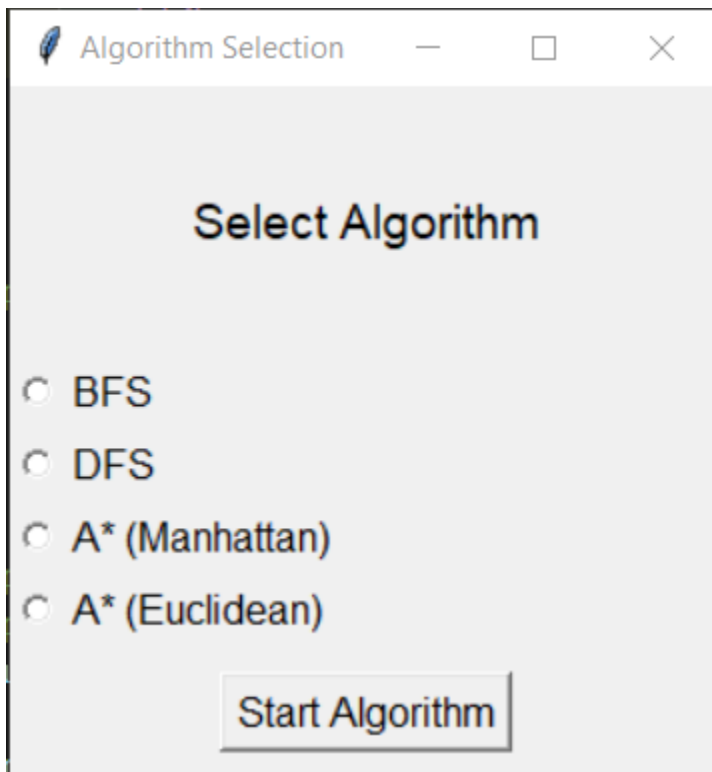 Algorithm Selection
Select Algorithm
BFS
DFS
A* (Manhattan)
A* (Euclidean)
Start Algorithm